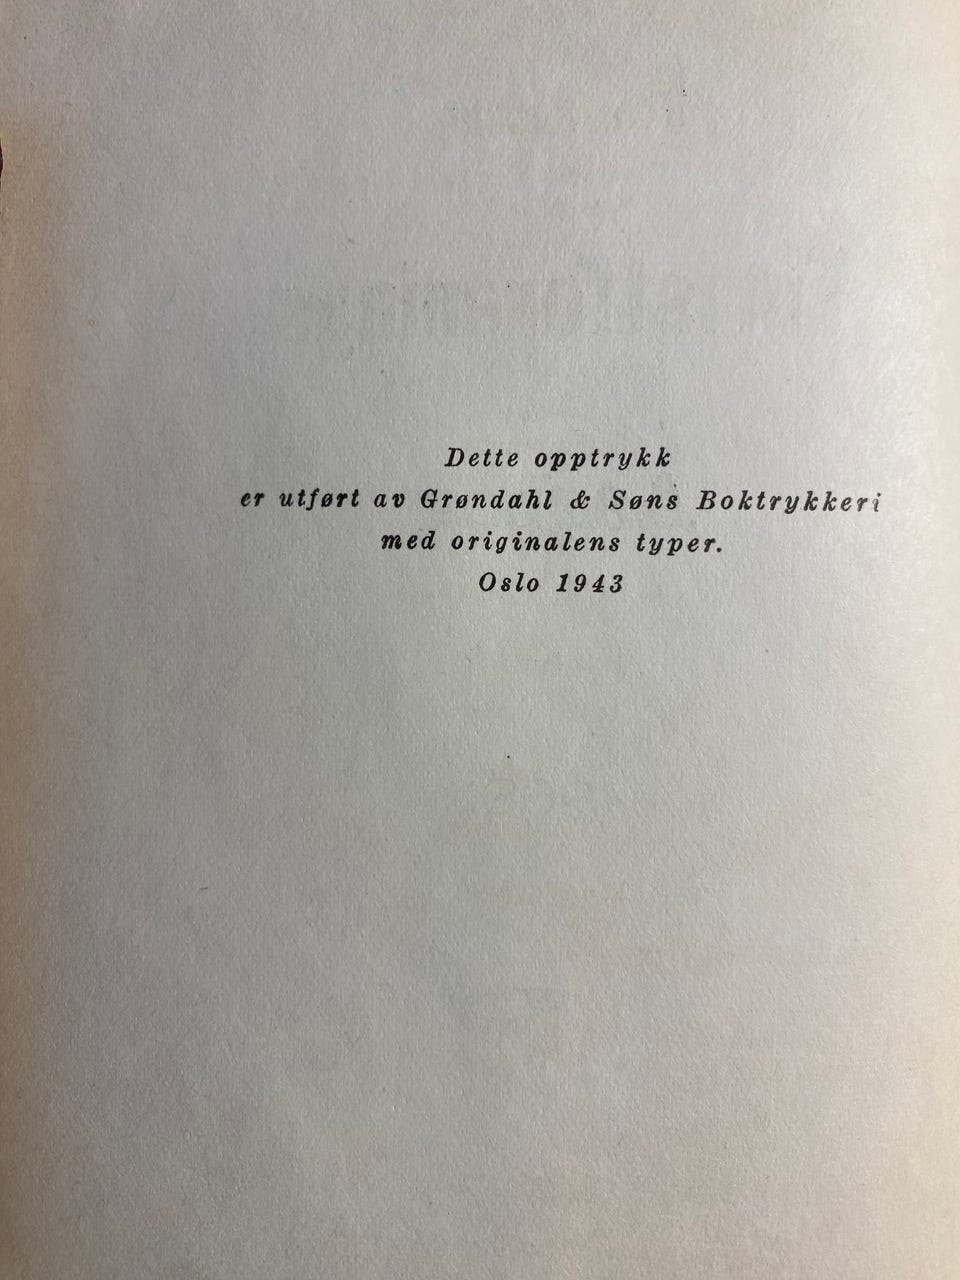 Dette opptrykk
er utført av Grøndahl & Søns Boktrykkeri
med originalens typer.
Oslo 1943